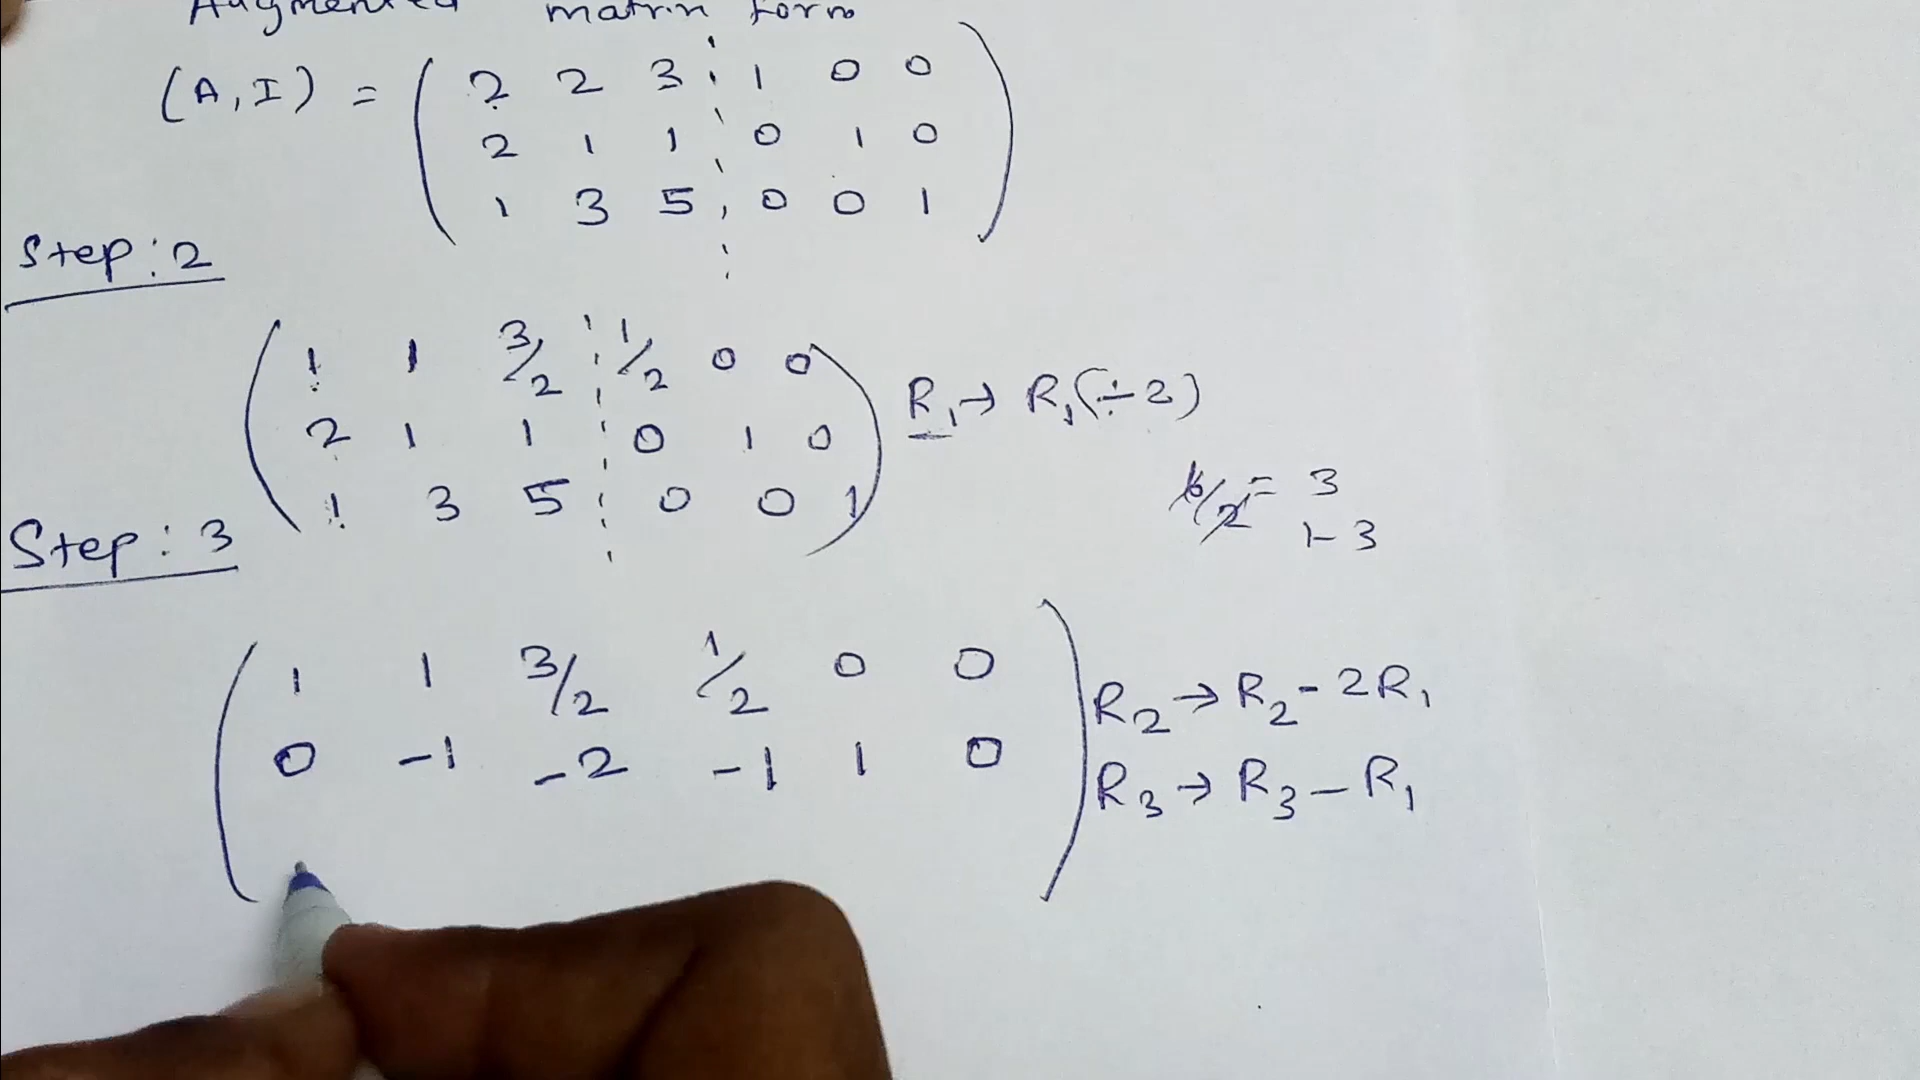 Augmented matrix form
(A, I) = ( 2 2 3 ¦ 1 0 0
2 1 1 ¦ 0 1 0
1 3 5 ¦ 0 0 1 )
Step: 2
( 1 1 3/2 ¦ 1/2 0 0
2 1 1 ¦ 0 1 0
1 3 5 ¦ 0 0 1 ) R₁ → R₁(÷2)
6/2 = 3
1-3
Step: 3
( 1 1 3/2 1/2 0 0
0 -1 -2 -1 1 0 )
R₂ → R₂ - 2R₁
R₃ → R₃ - R₁